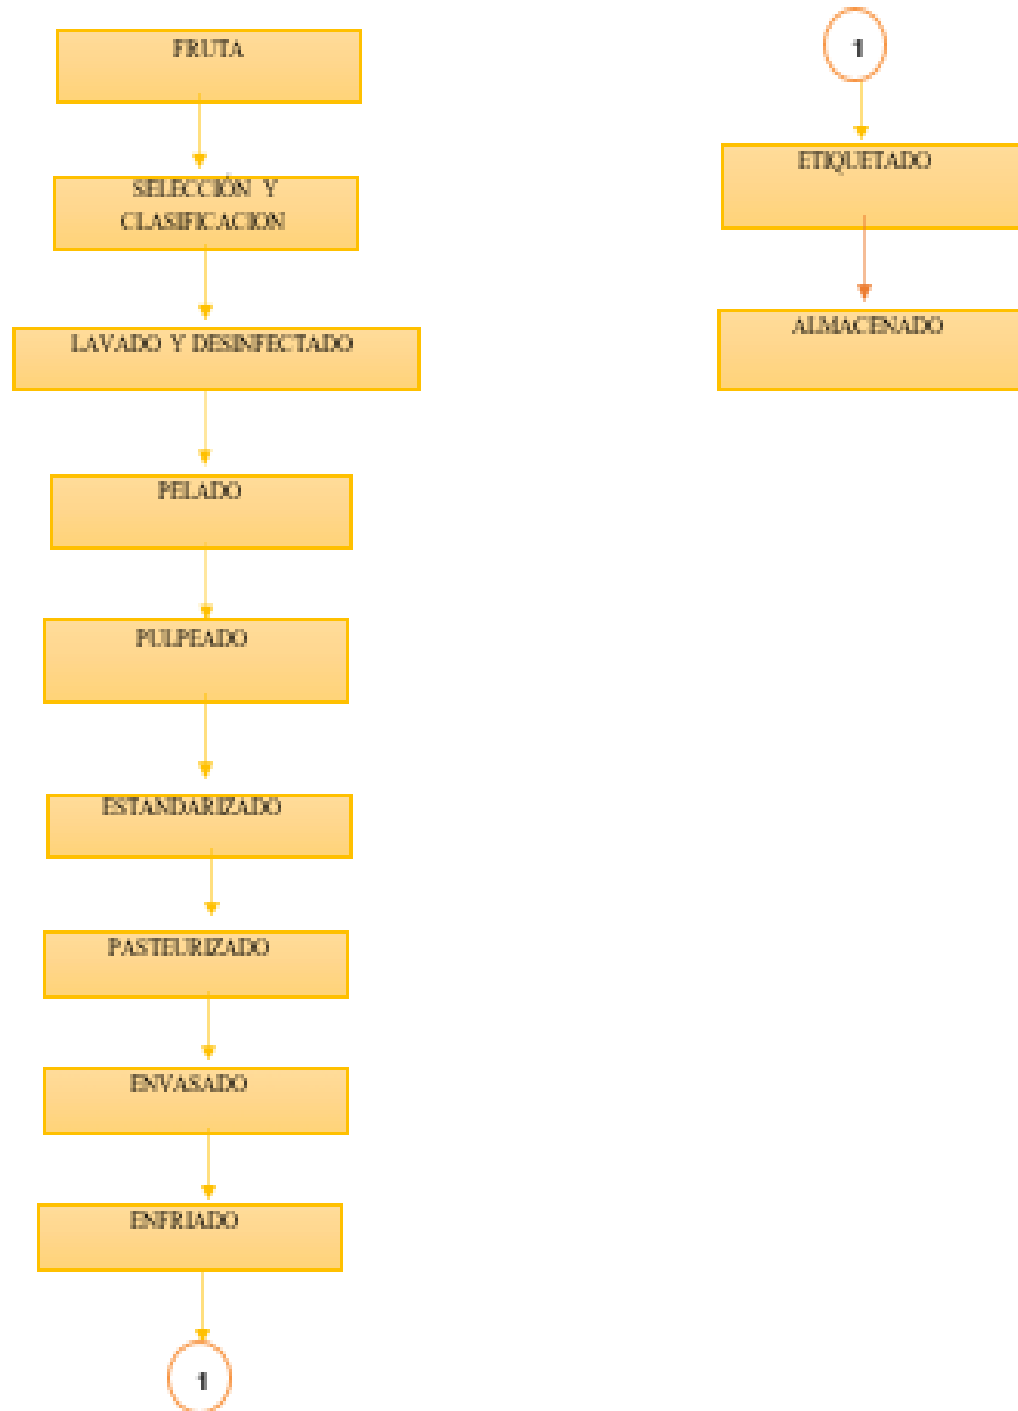 FRUTA
SELECCIÓN Y
CLASIFICACION
LAVADO Y DESINFECTADO
PELADO
PULPEADO
ESTANDARIZADO
PASTEURIZADO
ENVASADO
ENFRIADO
1
1
ETIQUETADO
ALMACENADO